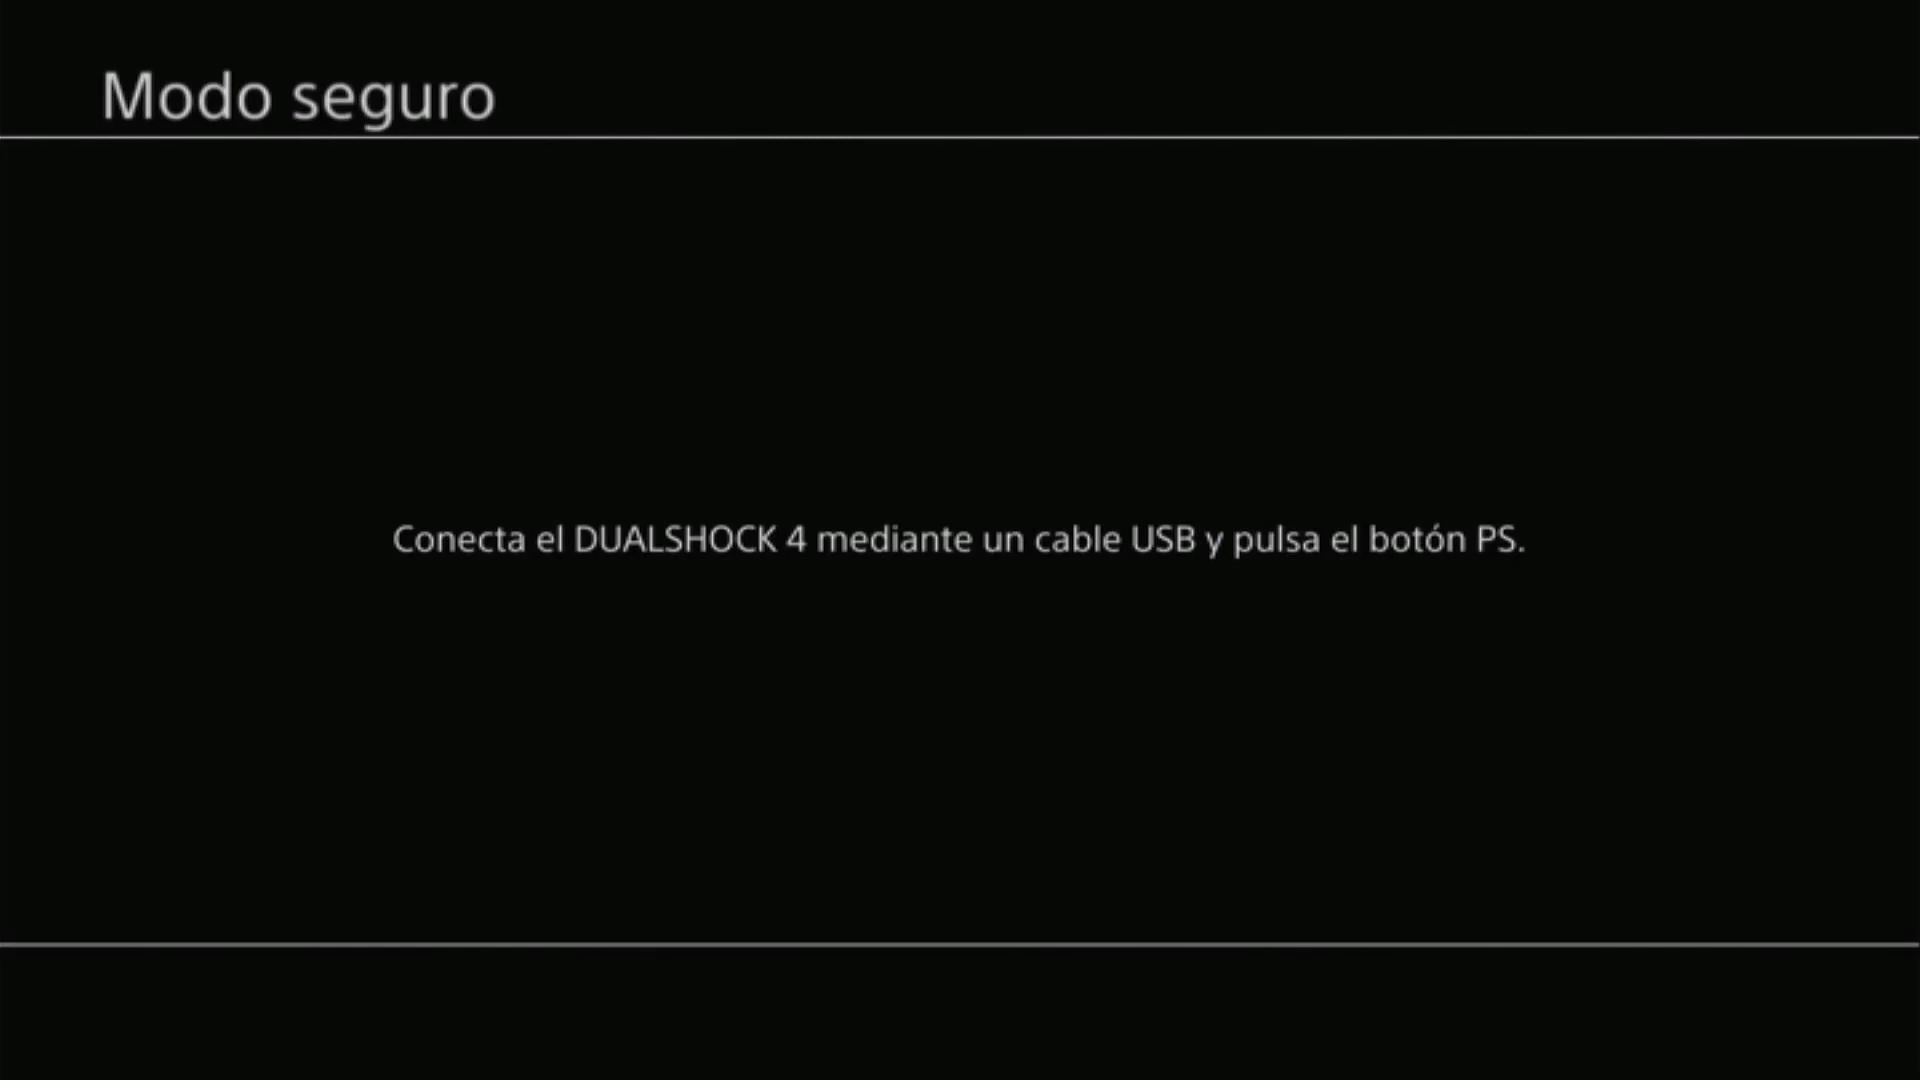 Modo seguro
Conecta el DUALSHOCK 4 mediante un cable USB y pulsa el botón PS.